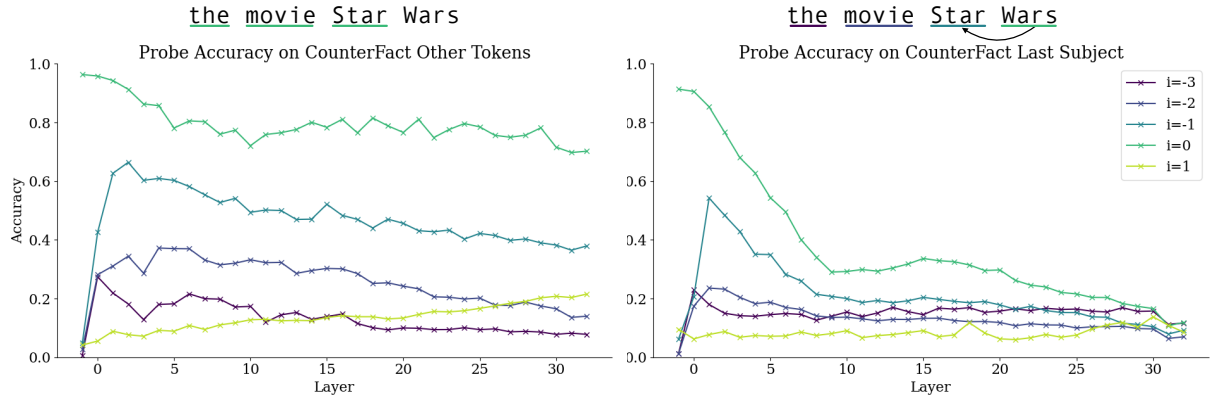 the movie Star Wars
Probe Accuracy on CounterFact Other Tokens
1.0
0.8
0.6
0.4
0.2
0.0
Accuracy
0 5 10 15 20 25 30
Layer
the movie Star Wars
Probe Accuracy on CounterFact Last Subject
1.0
0.8
0.6
0.4
0.2
0.0
0 5 10 15 20 25 30
Layer
i=-3
i=-2
i=-1
i=0
i=1